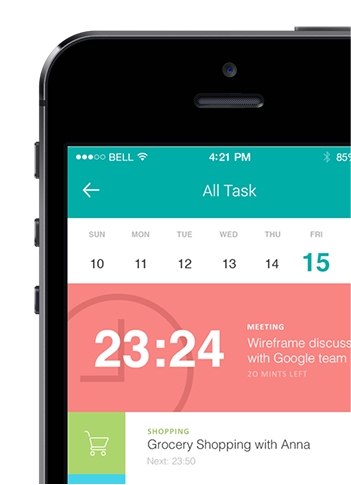 BELL 4:21 PM 85%
All Task
SUN MON TUE WED THU FRI
10 11 12 13 14 15
MEETING
23:24
Wireframe discuss
with Google team
20 MINTS LEFT
SHOPPING
Grocery Shopping with Anna
Next: 23:50